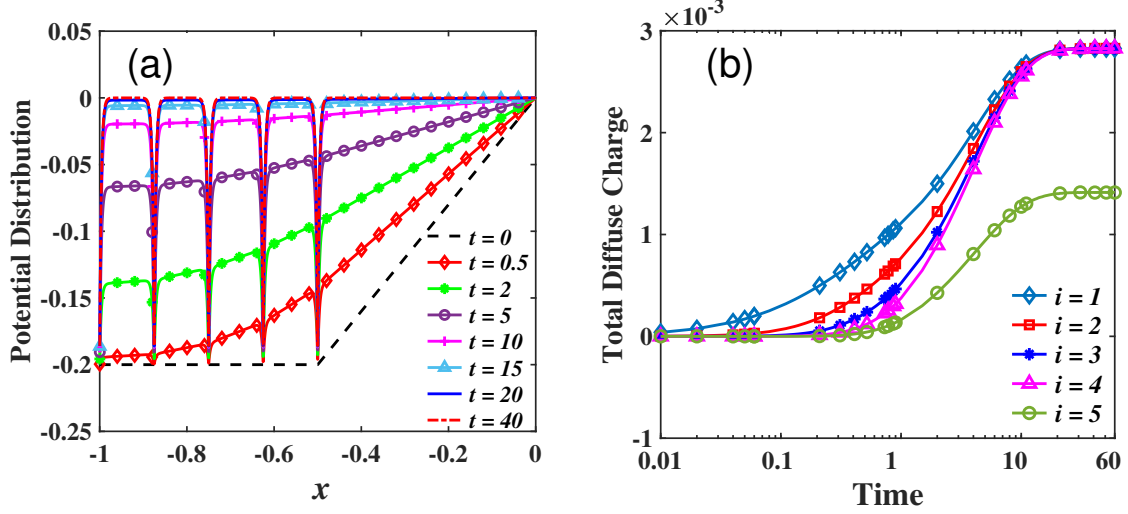 (a)
Potential Distribution
0.05
0
-0.05
-0.1
-0.15
-0.2
-0.25
-1
-0.8
-0.6
-0.4
-0.2
0
x
t = 0
t = 0.5
t = 2
t = 5
t = 10
t = 15
t = 20
t = 40
(b)
×10⁻³
Total Diffuse Charge
3
2
1
0
-1
0.01
0.1
1
10
60
Time
i = 1
i = 2
i = 3
i = 4
i = 5